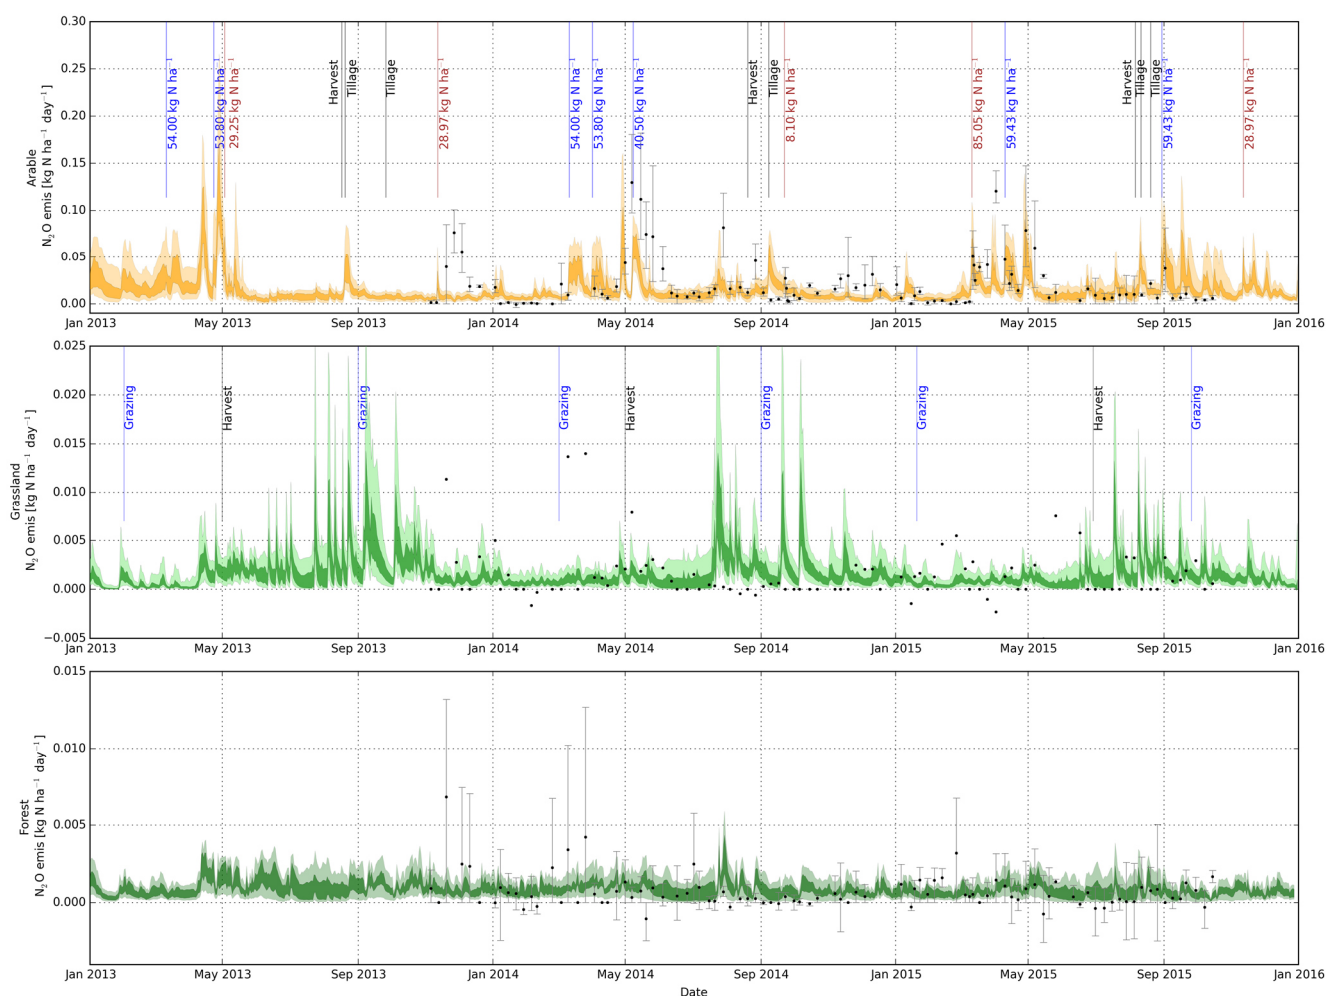 0.30
0.25
0.20
0.15
0.10
0.05
0.00
Arable
N₂O emis [kg N ha⁻¹ day⁻¹]
54.00 kg N ha⁻¹
53.80 kg N ha⁻¹
29.25 kg N ha⁻¹
Harvest
Tillage
Tillage
28.97 kg N ha⁻¹
54.00 kg N ha⁻¹
53.80 kg N ha⁻¹
40.50 kg N ha⁻¹
Harvest
Tillage
8.10 kg N ha⁻¹
85.05 kg N ha⁻¹
59.43 kg N ha⁻¹
Harvest
Tillage
Tillage
59.43 kg N ha⁻¹
28.97 kg N ha⁻¹
Jan 2013 May 2013 Sep 2013 Jan 2014 May 2014 Sep 2014 Jan 2015 May 2015 Sep 2015 Jan 2016
0.025
0.020
0.015
0.010
0.005
0.000
−0.005
Grassland
N₂O emis [kg N ha⁻¹ day⁻¹]
Grazing
Harvest
Grazing
Grazing
Harvest
Grazing
Grazing
Harvest
Grazing
Jan 2013 May 2013 Sep 2013 Jan 2014 May 2014 Sep 2014 Jan 2015 May 2015 Sep 2015 Jan 2016
0.015
0.010
0.005
0.000
Forest
N₂O emis [kg N ha⁻¹ day⁻¹]
Jan 2013 May 2013 Sep 2013 Jan 2014 May 2014 Sep 2014 Jan 2015 May 2015 Sep 2015 Jan 2016
Date